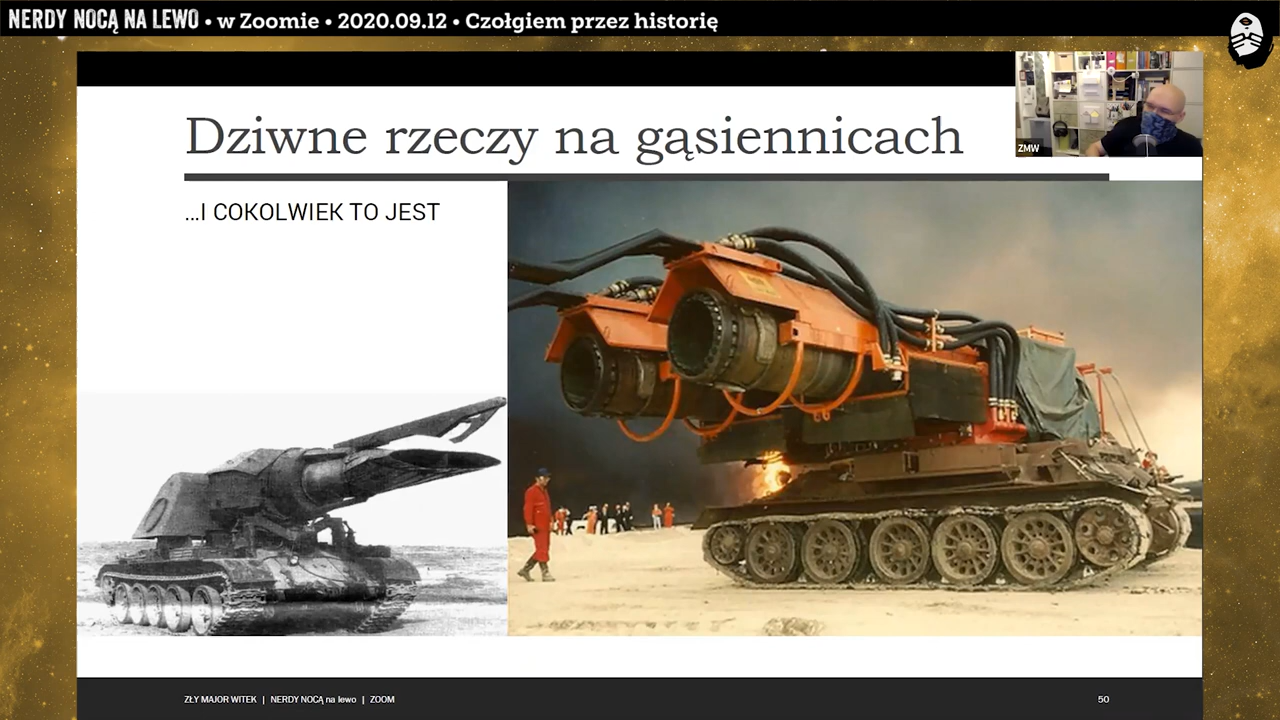 NERDY NOCĄ NA LEWO • w Zoomie • 2020.09.12 • Czołgiem przez historię
ZMW
Dziwne rzeczy na gąsiennicach
...I COKOLWIEK TO JEST
ZŁY MAJOR WITEK | NERDY NOCĄ na lewo | ZOOM
50